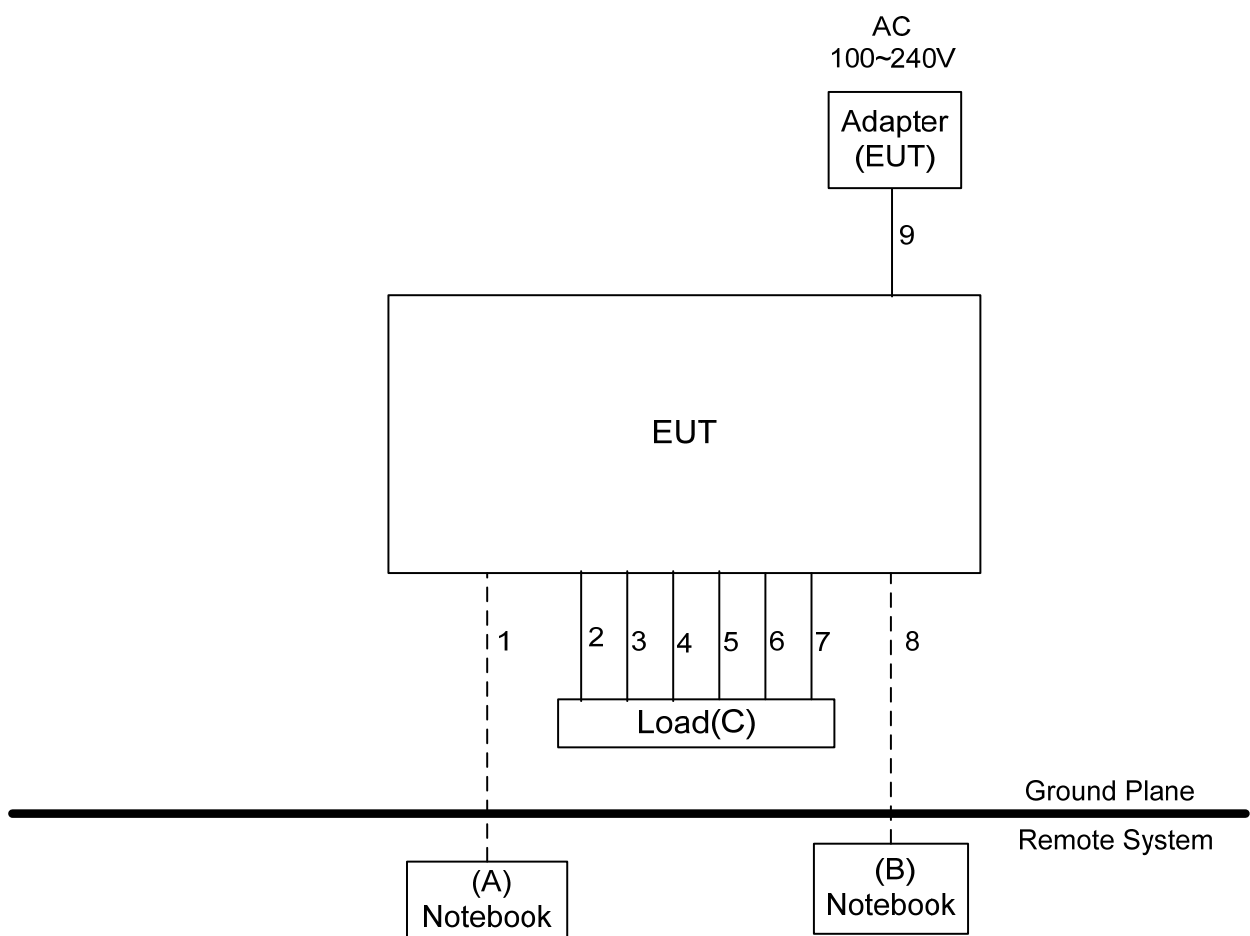 AC
100~240V
Adapter
(EUT)
9
EUT
1
2
3
4
5
6
7
8
Load(C)
Ground Plane
Remote System
(A)
Notebook
(B)
Notebook